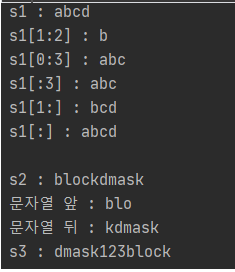 s1 : abcd
s1[1:2] : b
s1[0:3] : abc
s1[:3] : abc
s1[1:] : bcd
s1[:] : abcd
s2 : blockdmask
문자열 앞 : blo
문자열 뒤 : kdmask
s3 : dmask123block